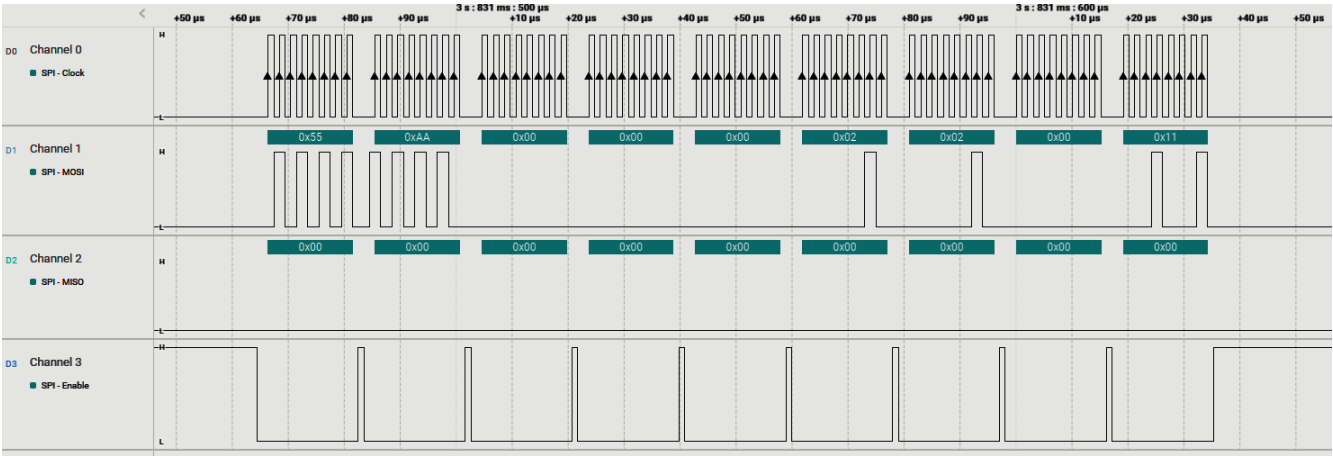 3 s : 831 ms : 500 µs 3 s : 831 ms : 600 µs
+50 µs +60 µs +70 µs +80 µs +90 µs +10 µs +20 µs +30 µs +40 µs +50 µs +60 µs +70 µs +80 µs +90 µs +10 µs +20 µs +30 µs +40 µs +50 µs
D0 Channel 0 H
SPI - Clock
L
0x55 0xAA 0x00 0x00 0x00 0x02 0x02 0x00 0x11
D1 Channel 1 H
SPI - MOSI
L
0x00 0x00 0x00 0x00 0x00 0x00 0x00 0x00 0x00
D2 Channel 2 H
SPI - MISO
L
D3 Channel 3 H
SPI - Enable
L